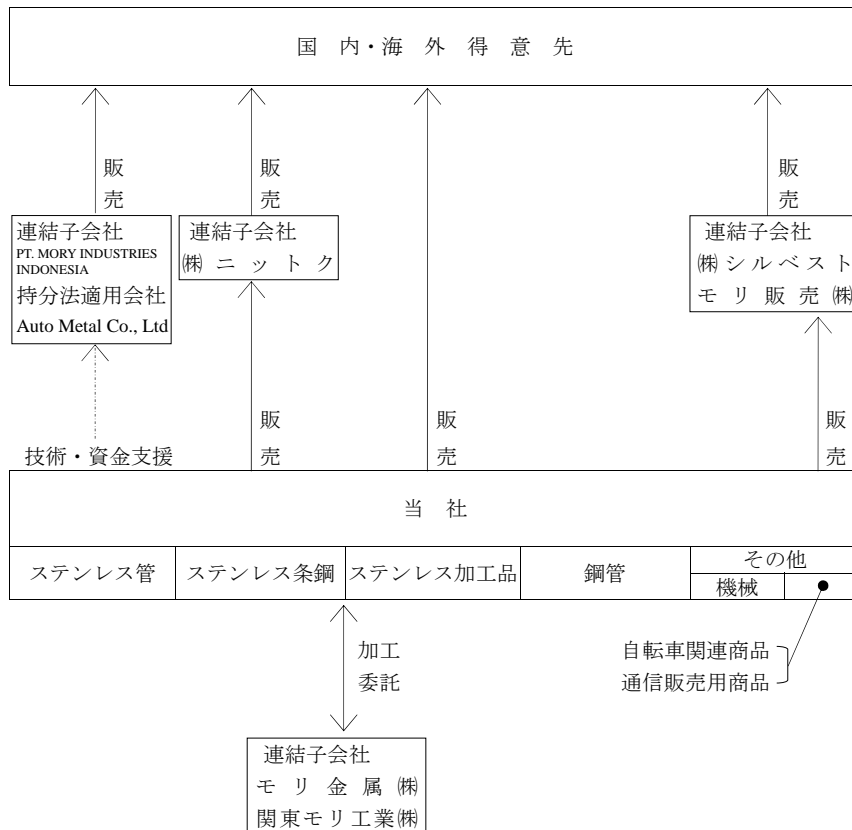 国内・海外得意先
販売
販売
販売
連結子会社
PT. MORY INDUSTRIES
INDONESIA
持分法適用会社
Auto Metal Co., Ltd
連結子会社
㈱ニットク
連結子会社
㈱シルベスト
モリ販売㈱
技術・資金支援
販売
販売
販売
当社
ステンレス管
ステンレス条鋼
ステンレス加工品
鋼管
その他
機械
加工
委託
自転車関連商品
通信販売用商品
連結子会社
モリ金属㈱
関東モリ工業㈱